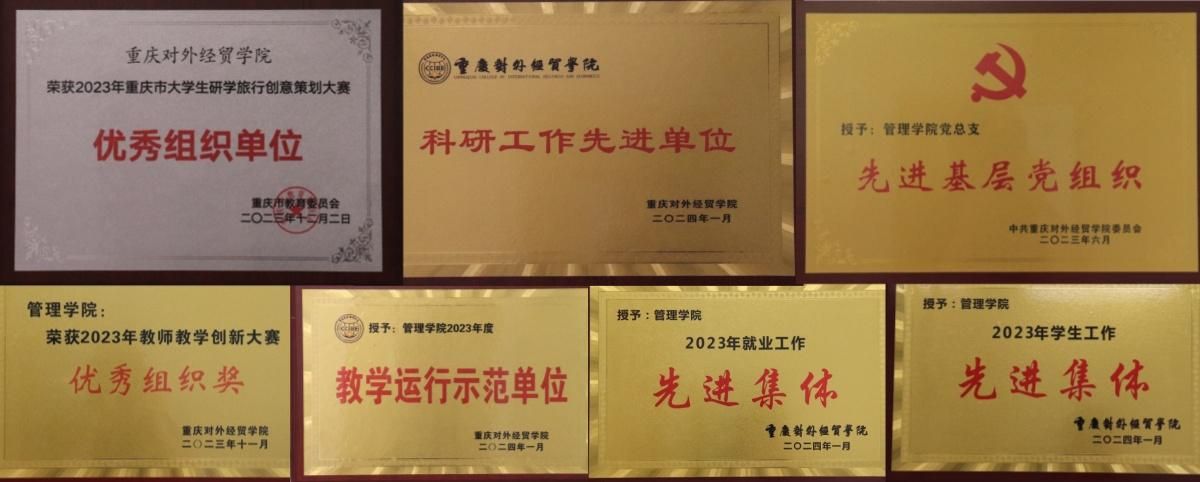 重庆对外经贸学院
荣获2023年重庆市大学生研学旅行创意策划大赛
优秀组织单位
重庆市教育委员会
二〇二三年十二月二日
重庆对外经贸学院
CHONGQING COLLEGE OF INTERNATIONAL BUSINESS AND ECONOMICS
科研工作先进单位
重庆对外经贸学院
二〇二四年一月
授予：管理学院党总支
先进基层党组织
中共重庆对外经贸学院委员会
二〇二三年六月
管理学院：
荣获2023年教师教学创新大赛
优秀组织奖
重庆对外经贸学院
二〇二三年十一月
授予：管理学院2023年度
教学运行示范单位
重庆对外经贸学院
二〇二四年一月
授予：管理学院
2023年就业工作
先进集体
重庆对外经贸学院
二〇二四年一月
授予：管理学院
2023年学生工作
先进集体
重庆对外经贸学院
二〇二四年一月